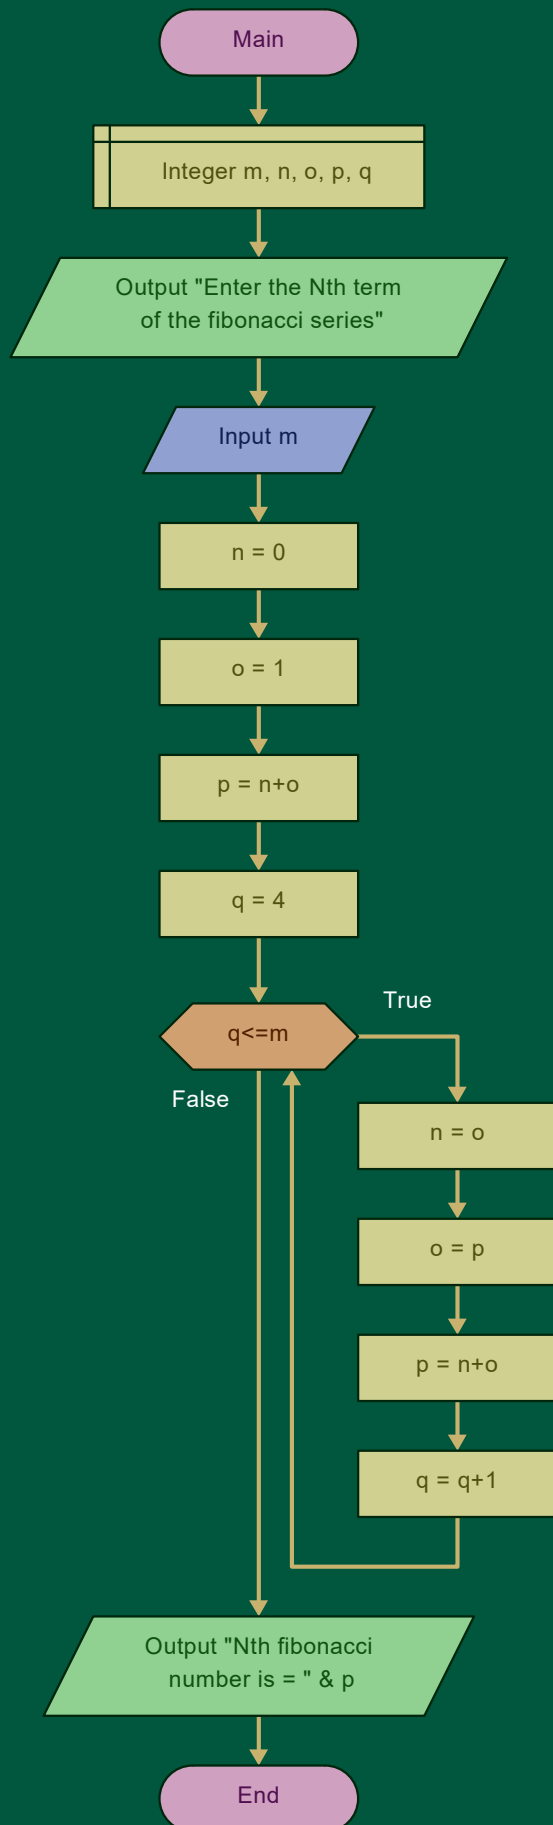 Main
Integer m, n, o, p, q
Output "Enter the Nth term
of the fibonacci series"
Input m
n = 0
o = 1
p = n+o
q = 4
q<=m
True
False
n = o
o = p
p = n+o
q = q+1
Output "Nth fibonacci
number is = " & p
End